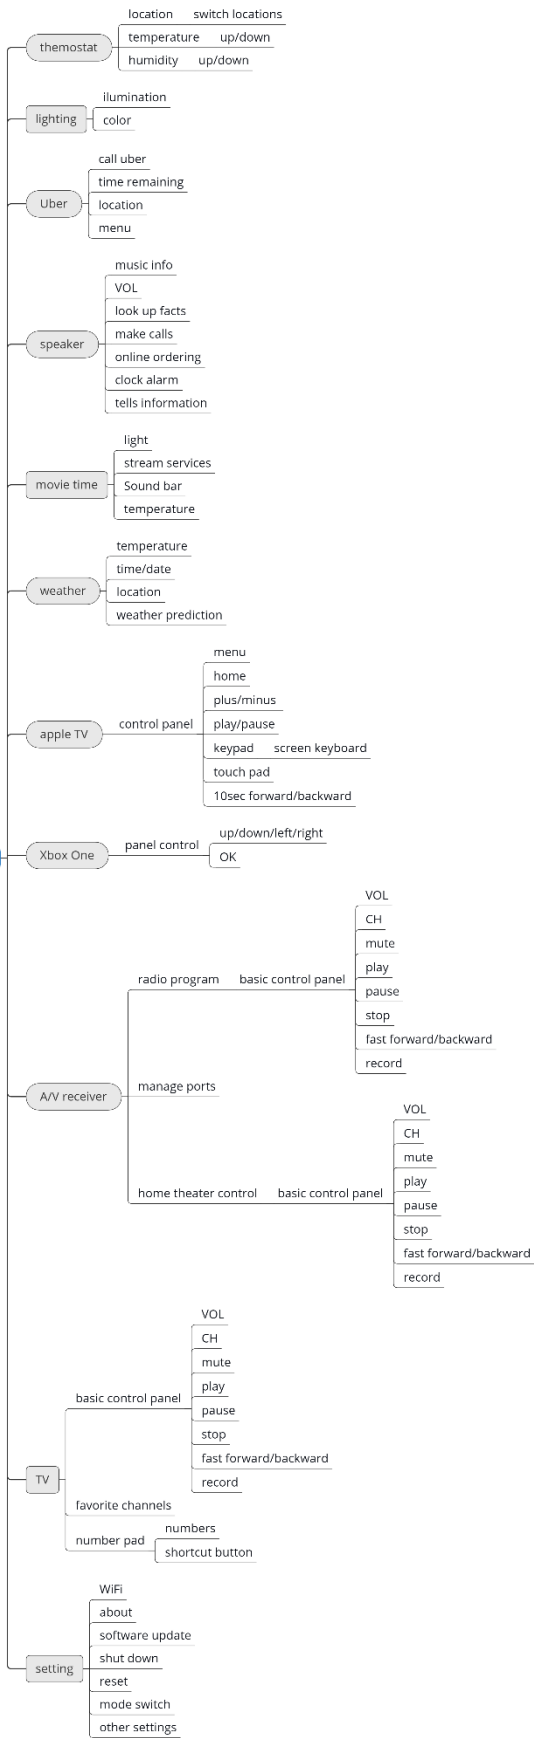 themostat
location switch locations
temperature up/down
humidity up/down
lighting
ilumination
color
Uber
call uber
time remaining
location
menu
speaker
music info
VOL
look up facts
make calls
online ordering
clock alarm
tells information
movie time
light
stream services
Sound bar
temperature
weather
temperature
time/date
location
weather prediction
apple TV
control panel
menu
home
plus/minus
play/pause
keypad screen keyboard
touch pad
10sec forward/backward
Xbox One
panel control
up/down/left/right
OK
A/V receiver
radio program basic control panel
VOL
CH
mute
play
pause
stop
fast forward/backward
record
manage ports
home theater control basic control panel
VOL
CH
mute
play
pause
stop
fast forward/backward
record
TV
basic control panel
VOL
CH
mute
play
pause
stop
fast forward/backward
record
favorite channels
number pad
numbers
shortcut button
setting
WiFi
about
software update
shut down
reset
mode switch
other settings